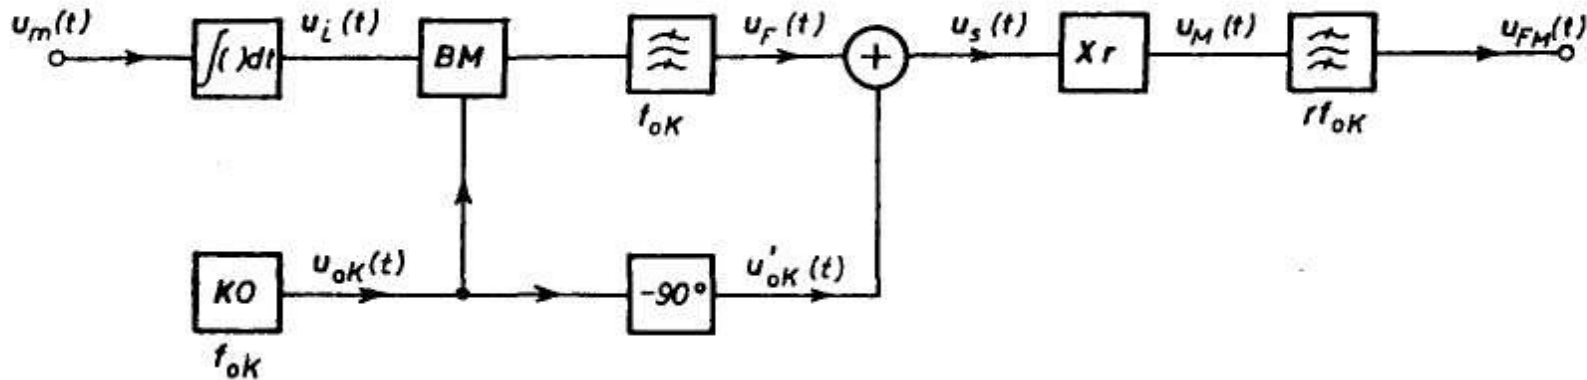 u_m(t)
∫( )dt
u_i(t)
BM
f_oK
u_F(t)
+
u_s(t)
Xr
u_M(t)
rf_oK
u_FM(t)
KO
f_oK
u_oK(t)
-90°
u'_oK(t)